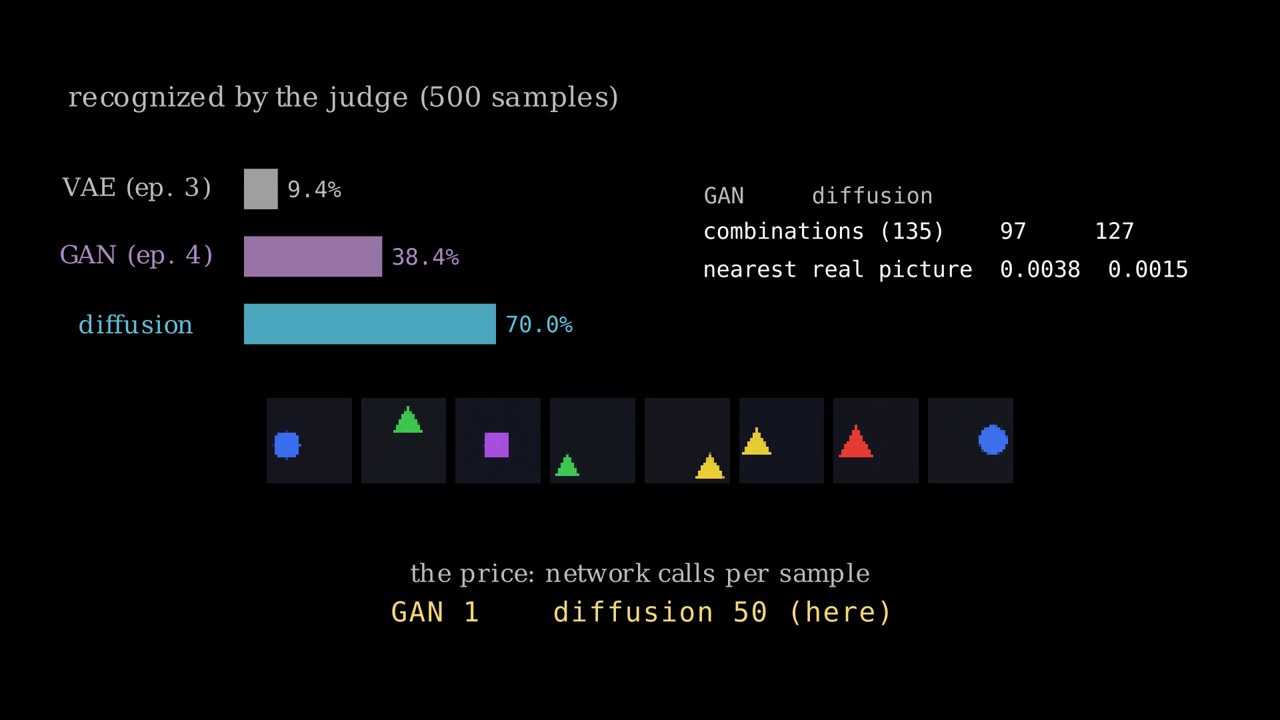 recognized by the judge (500 samples)
VAE (ep. 3) 9.4%
GAN (ep. 4) 38.4%
diffusion 70.0%
GAN diffusion
combinations (135) 97 127
nearest real picture 0.0038 0.0015
the price: network calls per sample
GAN 1 diffusion 50 (here)